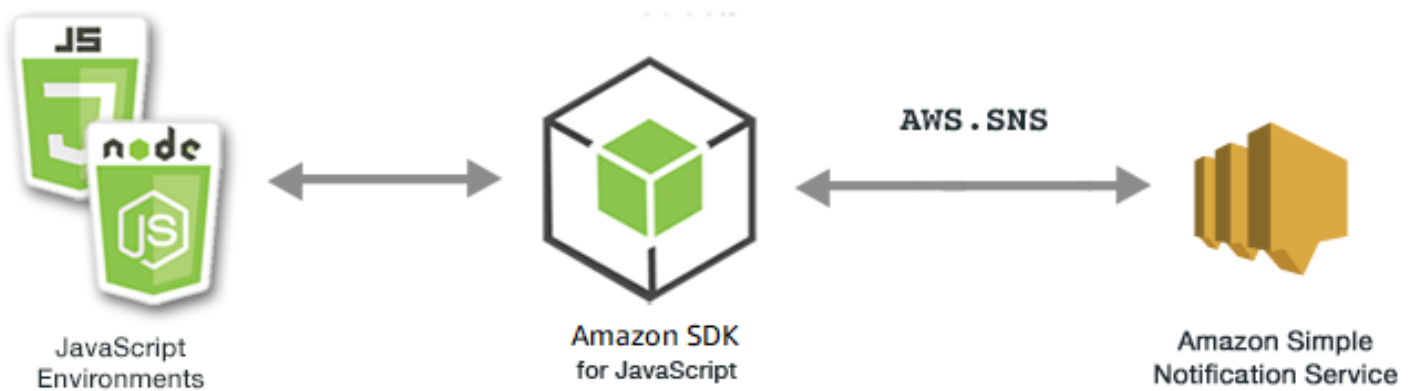 JS
node
JS
JavaScript
Environments
Amazon SDK
for JavaScript
AWS.SNS
Amazon Simple
Notification Service